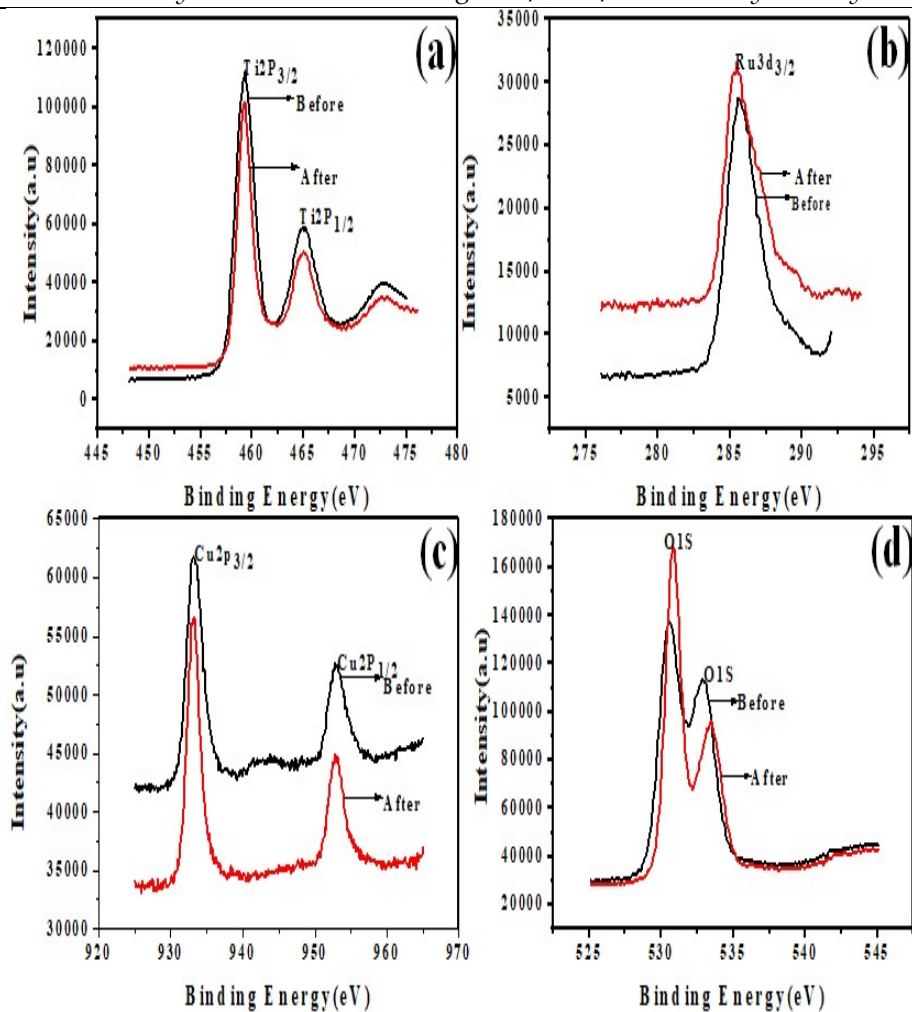 (a)
Ti2P3/2
Before
After
Ti2P1/2
120000
100000
80000
60000
40000
20000
0
Intensity(a.u)
445 450 455 460 465 470 475 480
Binding Energy(eV)
(b)
Ru3d3/2
After
Before
35000
30000
25000
20000
15000
10000
5000
Intensity(a.u)
275 280 285 290 295
Binding Energy(eV)
(c)
Cu2p3/2
Cu2P1/2
Before
After
65000
60000
55000
50000
45000
40000
35000
30000
Intensity(a.u)
920 930 940 950 960 970
Binding Energy(eV)
(d)
O1S
O1S
Before
After
180000
160000
140000
120000
100000
80000
60000
40000
20000
Intensity(a.u)
525 530 535 540 545
Binding Energy(eV)